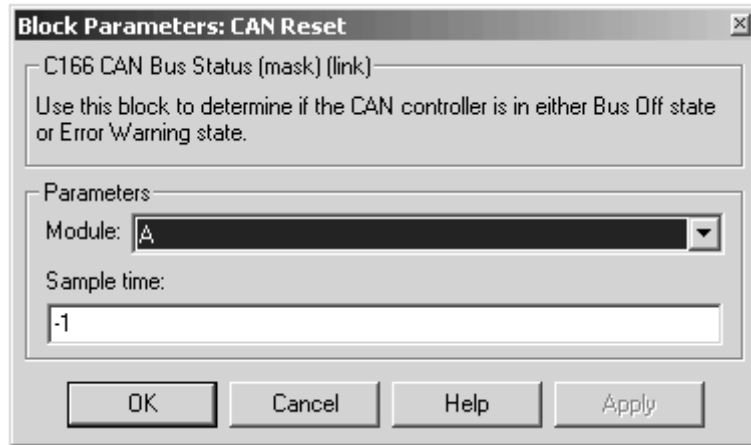 Block Parameters: CAN Reset
C166 CAN Bus Status (mask) (link)
Use this block to determine if the CAN controller is in either Bus Off state
or Error Warning state.
Parameters
Module: A
Sample time:
-1
OK Cancel Help Apply